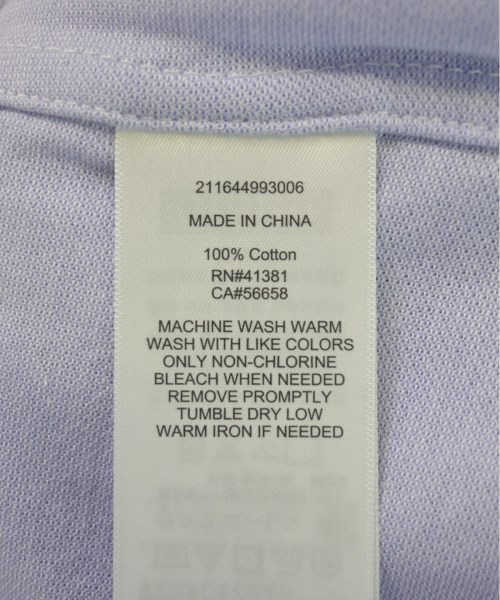 211644993006
MADE IN CHINA
100% Cotton
RN#41381
CA#56658
MACHINE WASH WARM
WASH WITH LIKE COLORS
ONLY NON-CHLORINE
BLEACH WHEN NEEDED
REMOVE PROMPTLY
TUMBLE DRY LOW
WARM IRON IF NEEDED